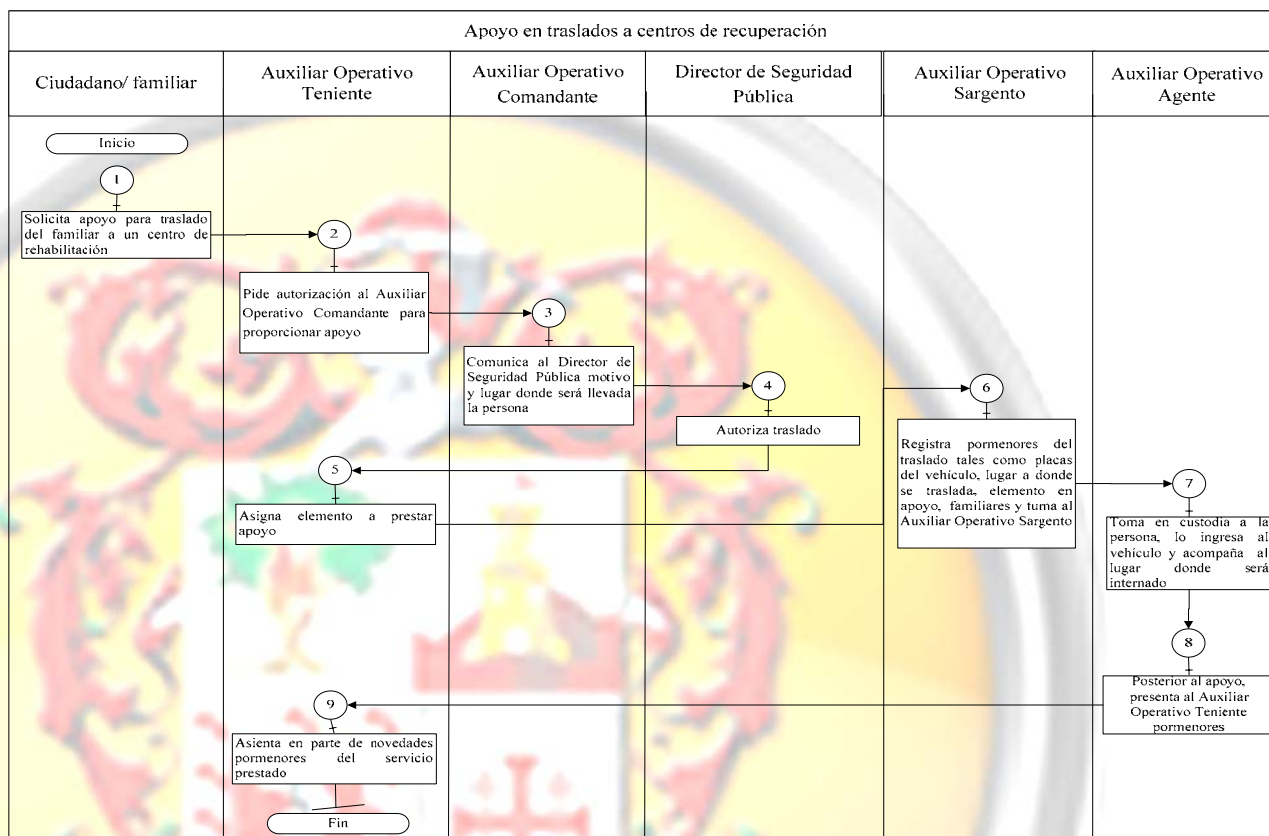 Apoyo en traslados a centros de recuperación
Ciudadano/ familiar
Auxiliar Operativo
Teniente
Auxiliar Operativo
Comandante
Director de Seguridad
Pública
Auxiliar Operativo
Sargento
Auxiliar Operativo
Agente
Inicio
1
Solicita apoyo para traslado
del familiar a un centro de
rehabilitación
2
Pide autorización al Auxiliar
Operativo Comandante para
proporcionar apoyo
3
Comunica al Director de
Seguridad Pública motivo
y lugar donde será llevada
la persona
4
Autoriza traslado
5
Asigna elemento a prestar
apoyo
6
Registra pormenores del
traslado tales como placas
del vehículo, lugar a donde
se traslada, elemento en
apoyo, familiares y turna al
Auxiliar Operativo Sargento
7
Toma en custodia a la
persona, lo ingresa al
vehículo y acompaña al
lugar donde será
internado
8
Posterior al apoyo,
presenta al Auxiliar
Operativo Teniente
pormenores
9
Asienta en parte de novedades
pormenores del servicio
prestado
Fin